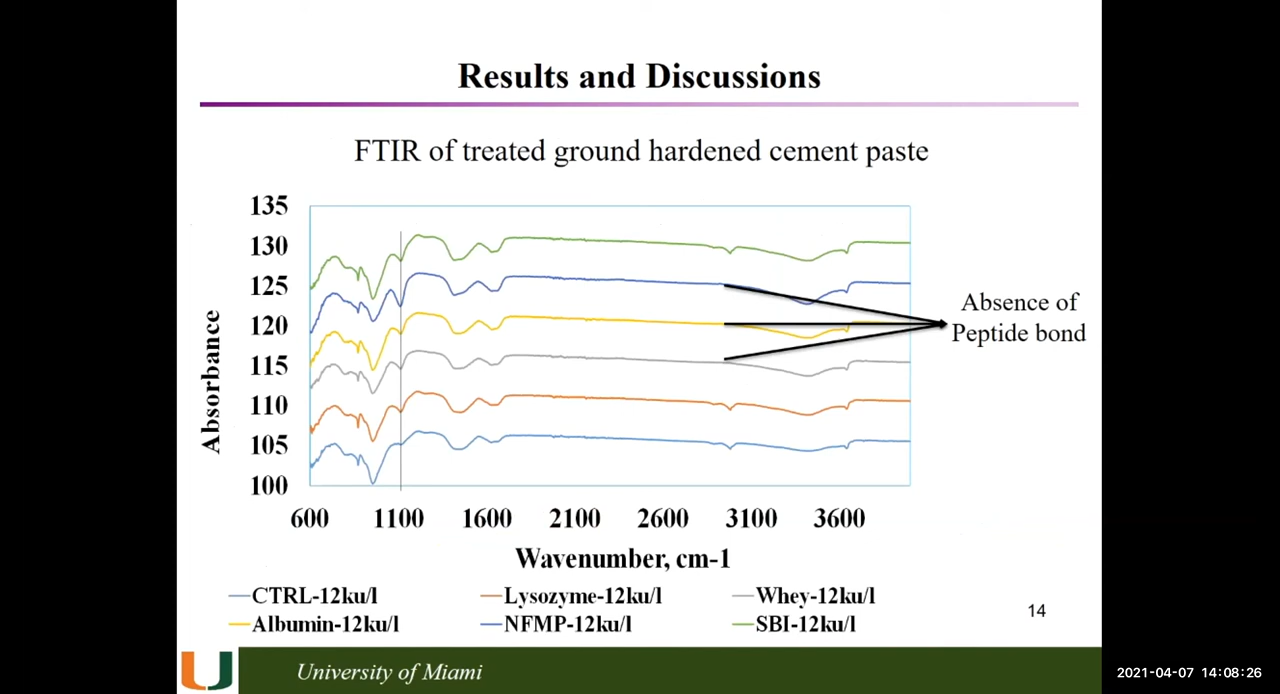 Results and Discussions
FTIR of treated ground hardened cement paste
135
130
125
120
115
110
105
100
Absorbance
600 1100 1600 2100 2600 3100 3600
Wavenumber, cm-1
Absence of
Peptide bond
CTRL-12ku/l Lysozyme-12ku/l Whey-12ku/l
Albumin-12ku/l NFMP-12ku/l SBI-12ku/l
14
University of Miami
2021-04-07 14:08:26